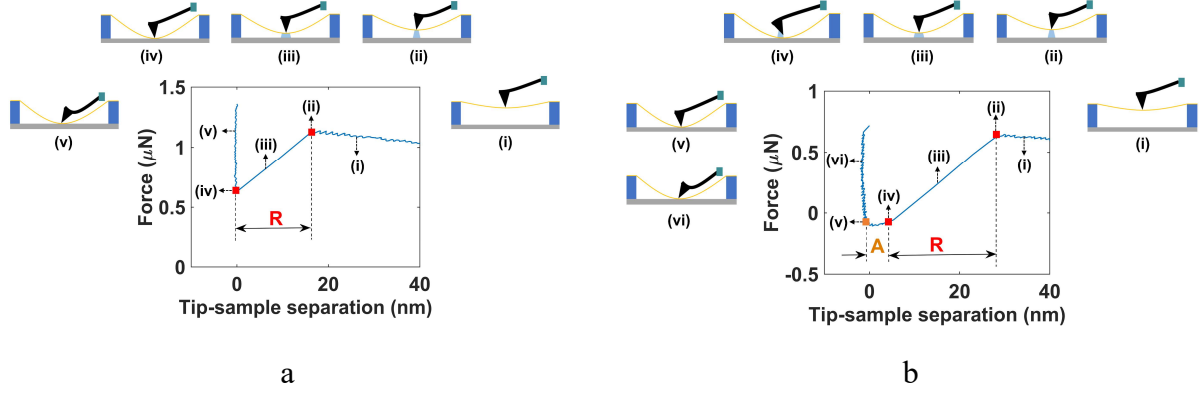 (iv)
(iii)
(ii)
(v)
(i)
1.5
1
0.5
0
Force (μN)
(v)
(iii)
(ii)
(i)
(iv)
R
0
20
40
Tip-sample separation (nm)
a
(iv)
(iii)
(ii)
(v)
(vi)
(i)
1
0.5
0
-0.5
Force (μN)
(ii)
(i)
(iii)
(vi)
(iv)
(v)
A
R
0
20
40
Tip-sample separation (nm)
b